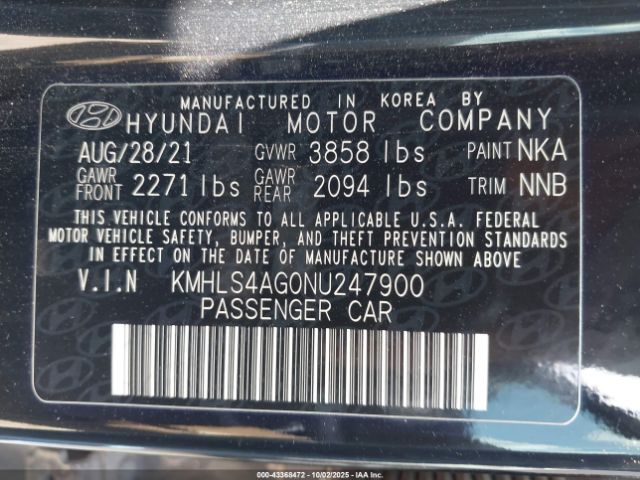 MANUFACTURED IN KOREA BY
HYUNDAI MOTOR COMPANY
AUG/28/21 GVWR 3858 lbs PAINT NKA
GAWR FRONT 2271 lbs GAWR REAR 2094 lbs TRIM NNB
THIS VEHICLE CONFORMS TO ALL APPLICABLE U.S.A. FEDERAL
MOTOR VEHICLE SAFETY, BUMPER, AND THEFT PREVENTION STANDARDS
IN EFFECT ON THE DATE OF MANUFACTURE SHOWN ABOVE
V.I.N KMHLS4AG0NU247900
PASSENGER CAR
000-43368472 - 10/02/2025 - IAA Inc.